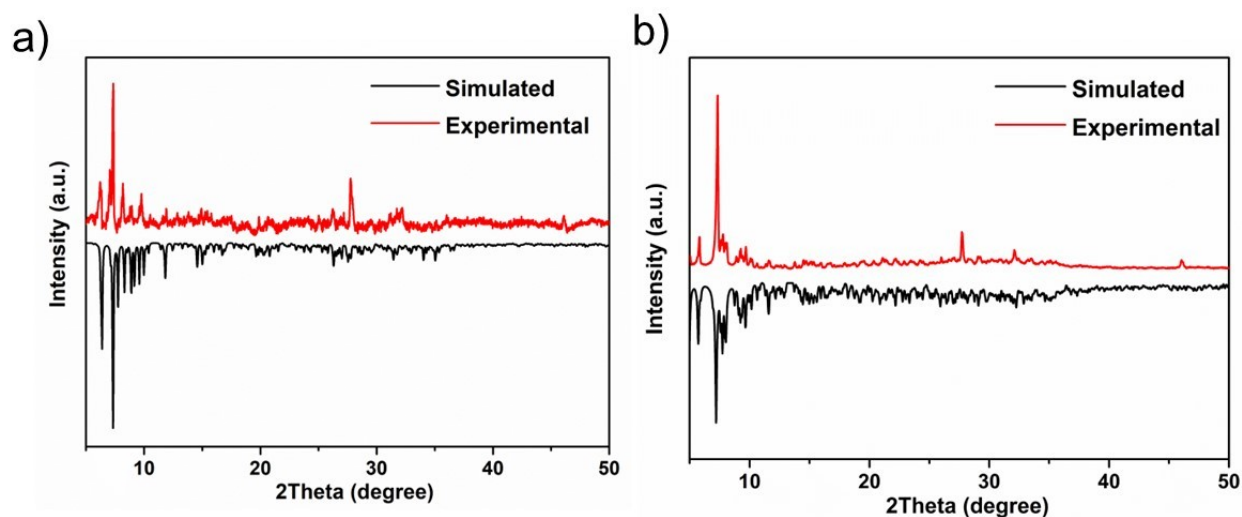 a)
Simulated
Experimental
Intensity (a.u.)
10 20 30 40 50
2Theta (degree)
b)
Simulated
Experimental
Intensity (a.u.)
10 20 30 40 50
2Theta (degree)